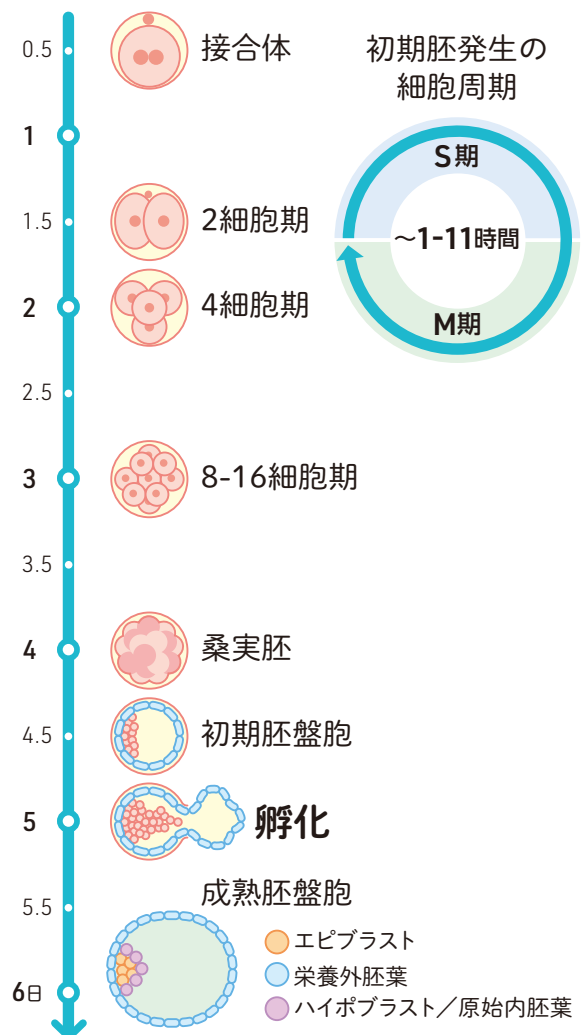 0.5
接合体
初期胚発生の
細胞周期
1
S期
1.5
2細胞期
〜1-11時間
2
4細胞期
M期
2.5
3
8-16細胞期
3.5
4
桑実胚
4.5
初期胚盤胞
5
孵化
成熟胚盤胞
5.5
エピブラスト
栄養外胚葉
6日
ハイポブラスト／原始内胚葉